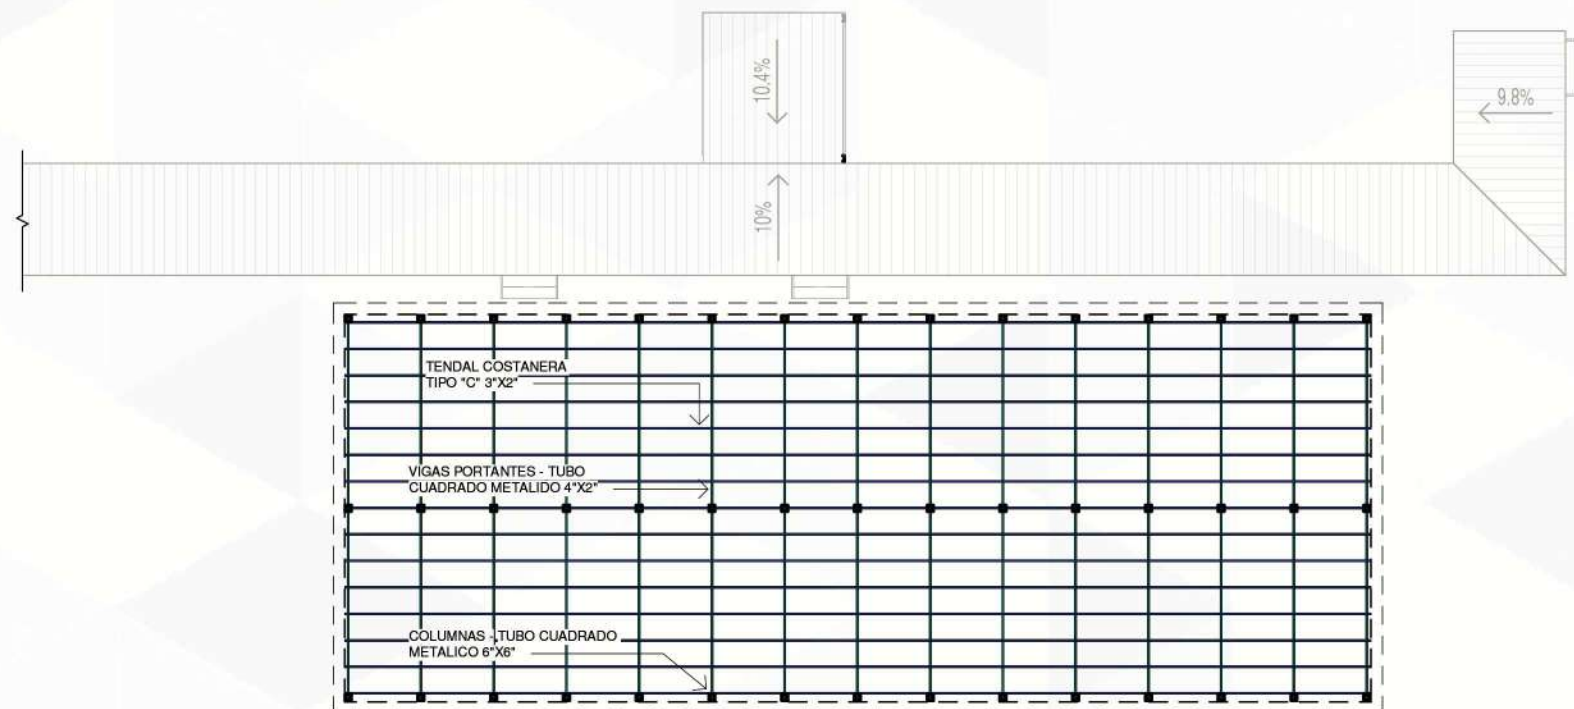 10.4%
9.8%
10%
TENDAL COSTANERA
TIPO "C" 3"X2"
VIGAS PORTANTES - TUBO
CUADRADO METALIDO 4"X2"
COLUMNAS - TUBO CUADRADO
METALICO 6"X6"